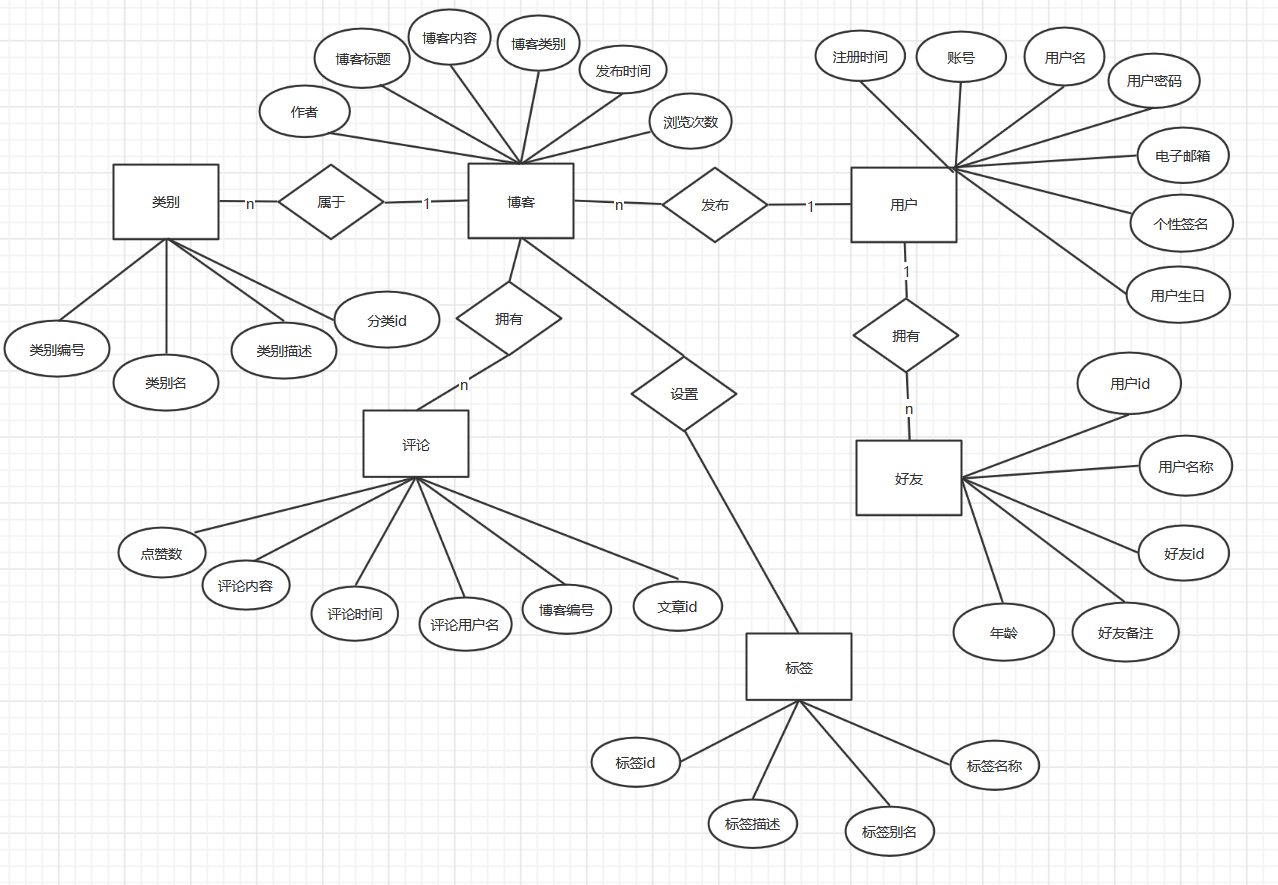 博客内容
博客类别
博客标题
发布时间
作者
浏览次数
注册时间
账号
用户名
用户密码
电子邮箱
个性签名
用户生日
类别
n
属于
1
博客
n
发布
1
用户
1
拥有
n
类别编号
类别名
类别描述
分类id
拥有
n
设置
评论
好友
用户id
用户名称
好友id
好友备注
年龄
点赞数
评论内容
评论时间
评论用户名
博客编号
文章id
标签
标签id
标签描述
标签别名
标签名称